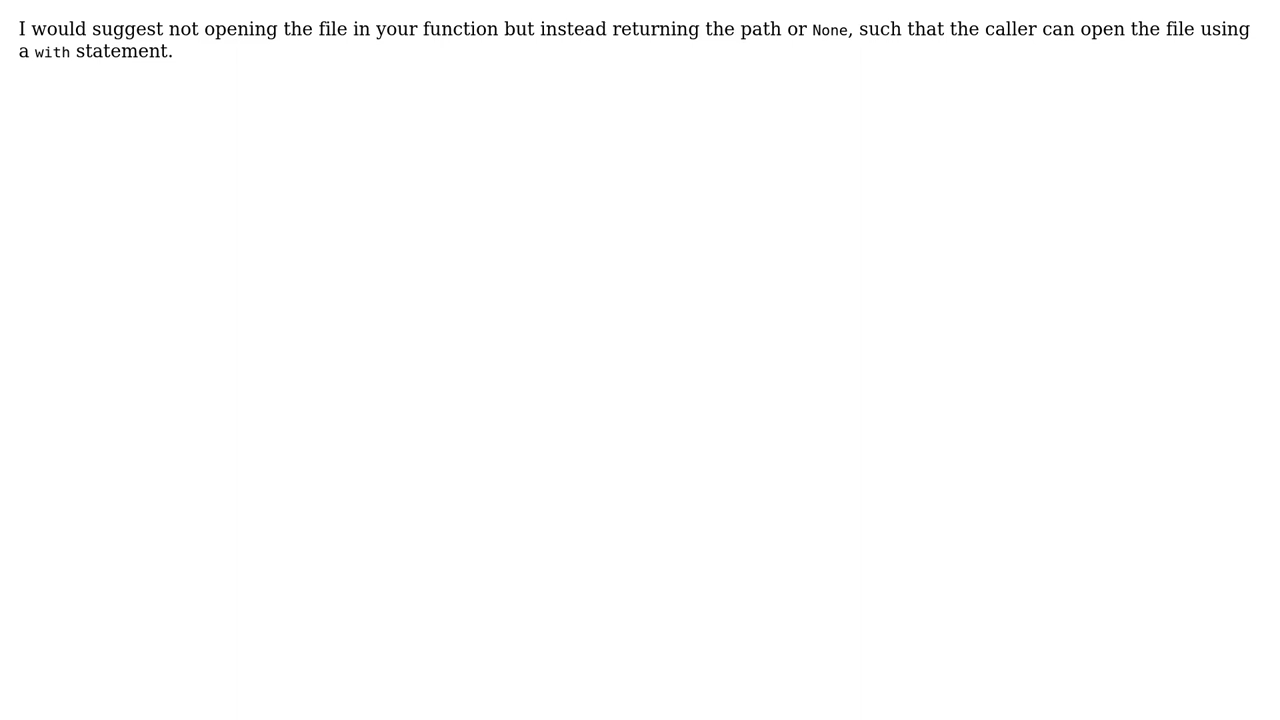 I would suggest not opening the file in your function but instead returning the path or None, such that the caller can open the file using
a with statement.